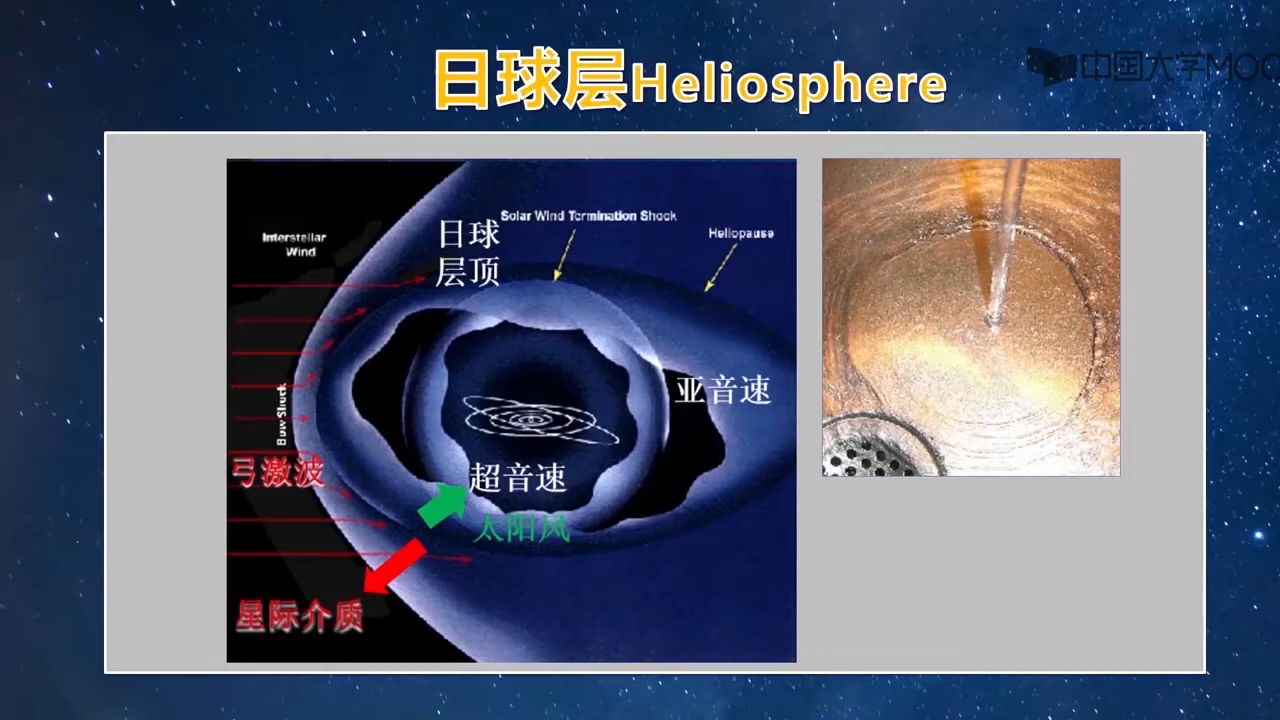 日球层Heliosphere
中国大学MOO
Solar Wind Termination Shock
日球
层顶
Heliopause
Interstellar
Wind
亚音速
Bow Shock
弓激波
超音速
太阳风
星际介质